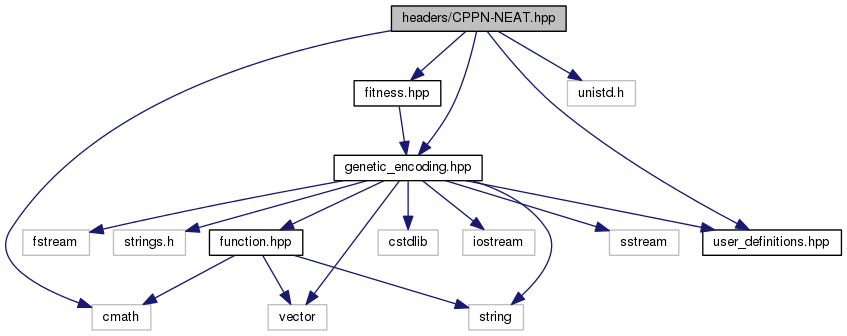 headers/CPPN-NEAT.hpp
fitness.hpp
unistd.h
genetic_encoding.hpp
fstream
strings.h
function.hpp
cstdlib
iostream
sstream
user_definitions.hpp
cmath
vector
string